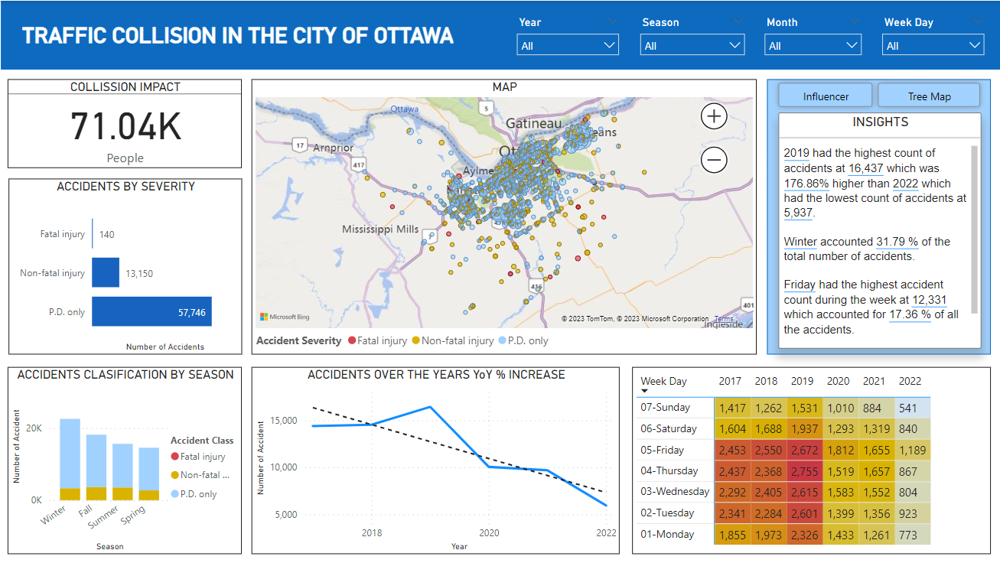 TRAFFIC COLLISION IN THE CITY OF OTTAWA
Year Season Month Week Day
All All All All
COLLISSION IMPACT
71.04K
People
ACCIDENTS BY SEVERITY
Fatal injury 140
Non-fatal injury 13,150
P.D. only 57,746
Number of Accidents
MAP
Ottawa
5
Gatineau
eans
17
Arnprior
417
Ot
Aylme
Mississippi Mills
7
416
401
Ingleside
Microsoft Bing
© 2023 TomTom, © 2023 Microsoft Corporation Terms
Accident Severity Fatal injury Non-fatal injury P.D. only
Influencer Tree Map
INSIGHTS
2019 had the highest count of
accidents at 16,437 which was
176.86% higher than 2022 which
had the lowest count of accidents at
5,937.
Winter accounted 31.79 % of the
total number of accidents.
Friday had the highest accident
count during the week at 12,331
which accounted for 17.36 % of all
the accidents.
ACCIDENTS CLASIFICATION BY SEASON
Number of Accident
20K
0K
Winter Fall Summer Spring
Season
Accident Class
Fatal injury
Non-fatal ...
P.D. only
ACCIDENTS OVER THE YEARS YoY % INCREASE
Number of Accident
15,000
10,000
5,000
2018 2020 2022
Year
Week Day 2017 2018 2019 2020 2021 2022
07-Sunday 1,417 1,262 1,531 1,010 884 541
06-Saturday 1,604 1,688 1,937 1,293 1,319 840
05-Friday 2,453 2,550 2,672 1,812 1,655 1,189
04-Thursday 2,437 2,368 2,755 1,519 1,657 867
03-Wednesday 2,292 2,405 2,615 1,583 1,552 804
02-Tuesday 2,341 2,284 2,601 1,399 1,356 923
01-Monday 1,855 1,973 2,326 1,433 1,261 773